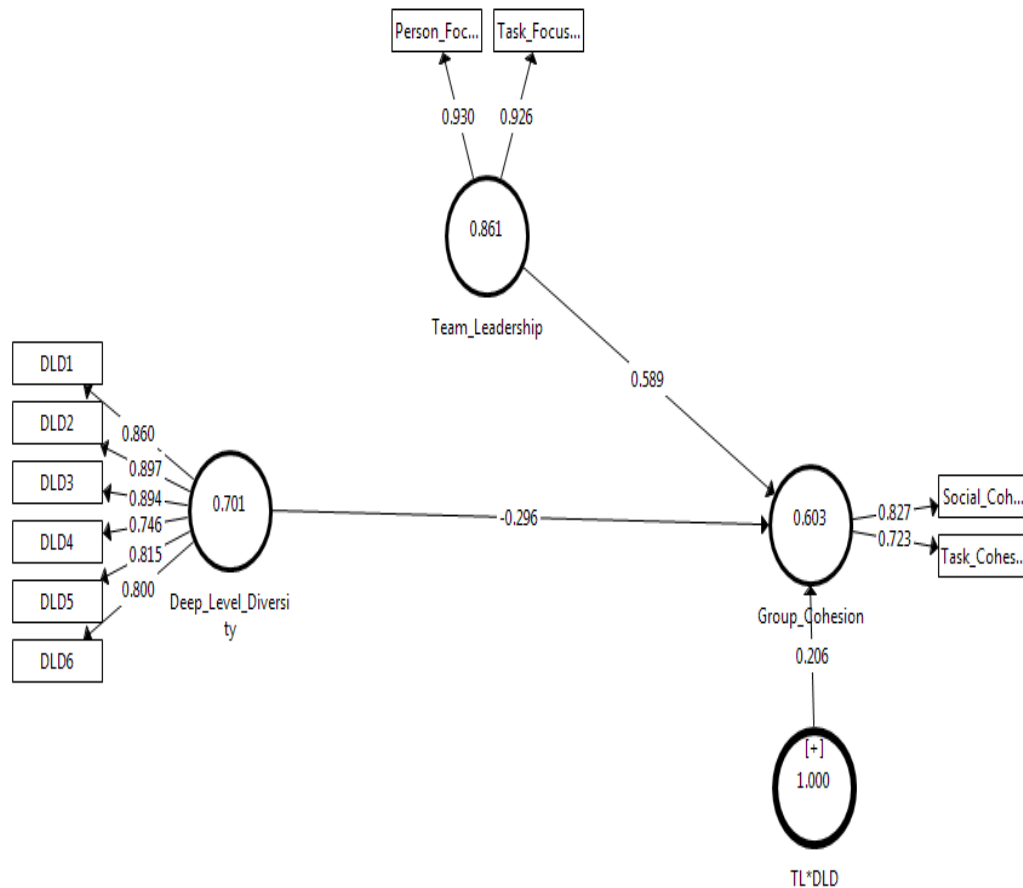 Person_Foc...
Task_Focus...
0.930
0.926
0.861
Team_Leadership
0.589
DLD1
DLD2
DLD3
DLD4
DLD5
DLD6
0.860
0.897
0.894
0.746
0.815
0.800
0.701
Deep_Level_Diversi
ty
-0.296
0.603
Group_Cohesion
0.827
0.723
Social_Coh...
Task_Cohes...
0.206
[+]
1.000
TL*DLD